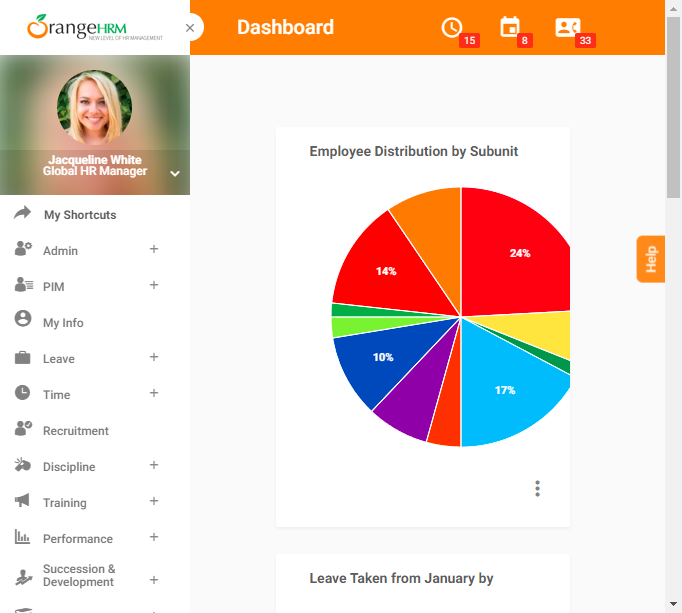 OrangeHRM
NEW LEVEL OF HR MANAGEMENT
Dashboard
15
8
33
Jacqueline White
Global HR Manager
My Shortcuts
Admin
PIM
My Info
Leave
Time
Recruitment
Discipline
Training
Performance
Succession &
Development
Employee Distribution by Subunit
24%
14%
10%
17%
Help
Leave Taken from January by